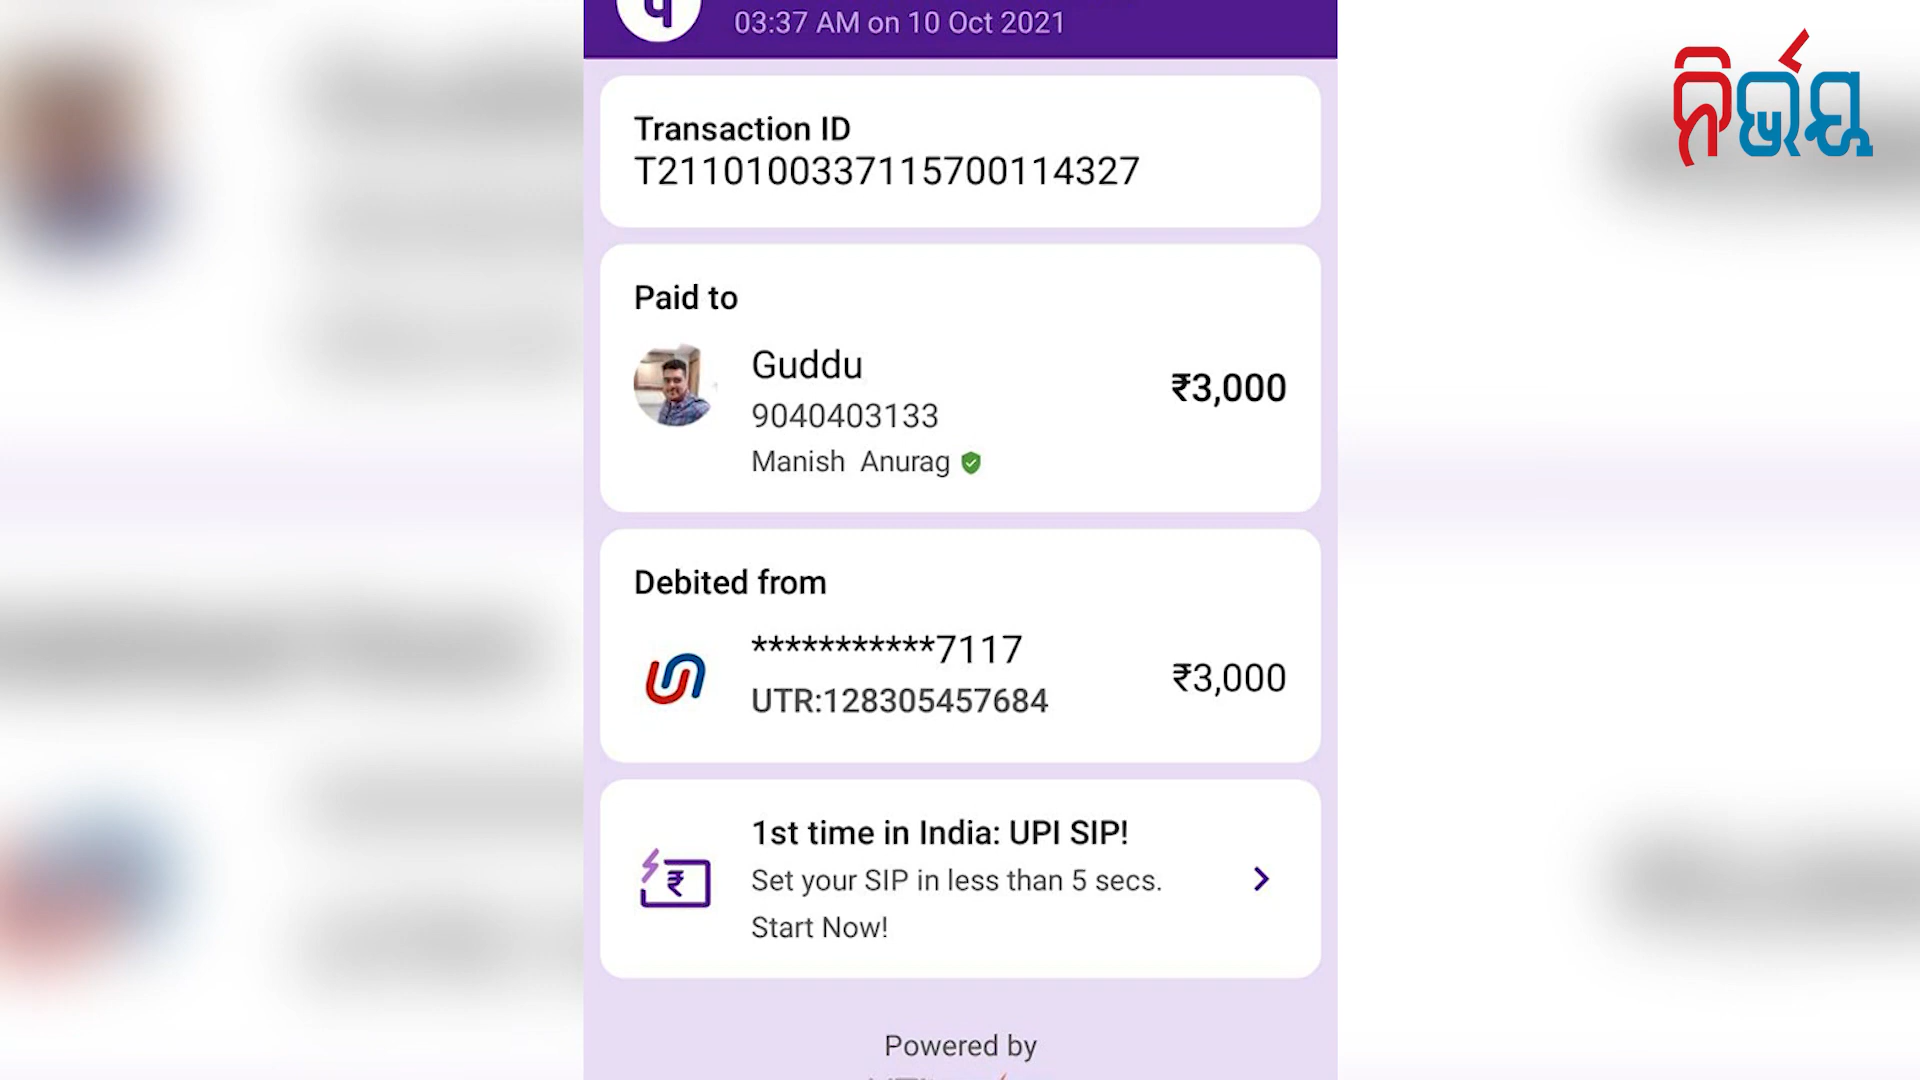 पे
03:37 AM on 10 Oct 2021
ନିର୍ଭୟ
Transaction ID
T2110100337115700114327
Paid to
Guddu
9040403133
₹3,000
Manish Anurag
Debited from
***********7117
₹3,000
UTR:128305457684
1st time in India: UPI SIP!
Set your SIP in less than 5 secs.
Start Now!
Powered by